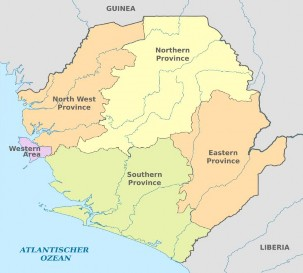 GUINEA
Northern
Province
North West
Province
Western
Area
Eastern
Province
Southern
Province
ATLANTISCHER
OZEAN
LIBERIA